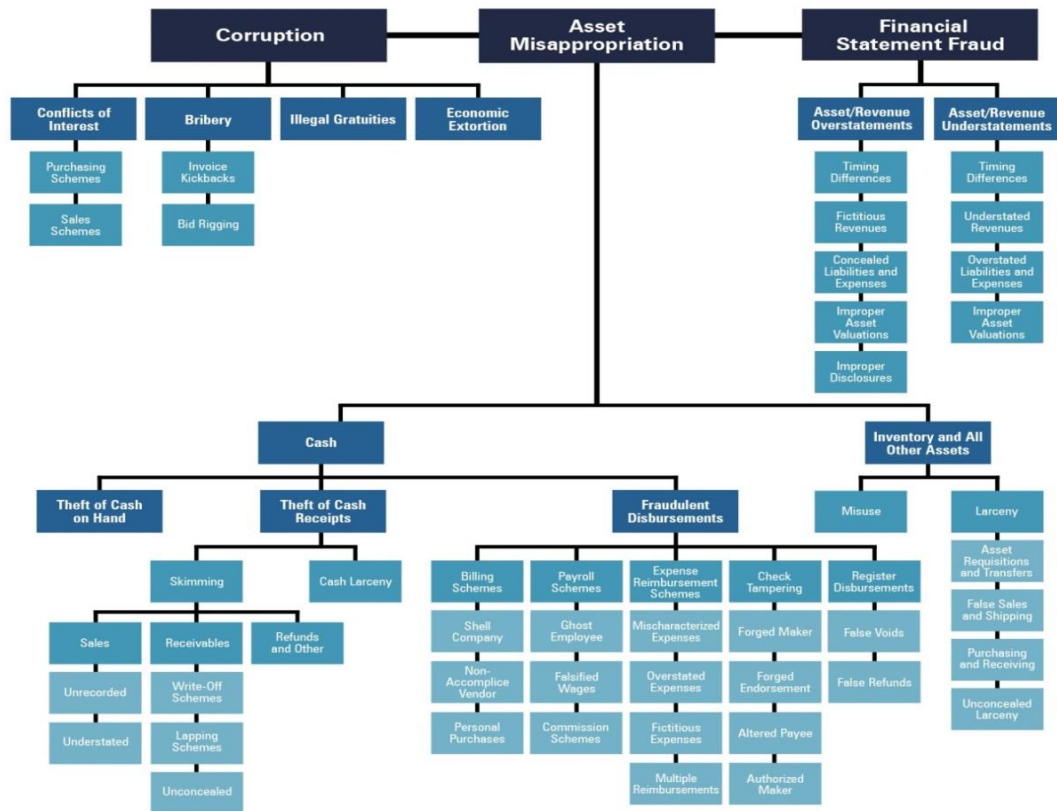 Corruption
Asset
Misappropriation
Financial
Statement Fraud
Conflicts of
Interest
Bribery
Illegal Gratuities
Economic
Extortion
Asset/Revenue
Overstatements
Asset/Revenue
Understatements
Purchasing
Schemes
Invoice
Kickbacks
Timing
Differences
Timing
Differences
Sales
Schemes
Bid Rigging
Fictitious
Revenues
Understated
Revenues
Concealed
Liabilities and
Expenses
Overstated
Liabilities and
Expenses
Improper
Asset
Valuations
Improper
Asset
Valuations
Improper
Disclosures
Cash
Inventory and All
Other Assets
Theft of Cash
on Hand
Theft of Cash
Receipts
Fraudulent
Disbursements
Misuse
Larceny
Skimming
Cash Larceny
Billing
Schemes
Payroll
Schemes
Expense
Reimbursement
Schemes
Check
Tampering
Register
Disbursements
Asset
Requisitions
and Transfers
Sales
Receivables
Refunds
and Other
Shell
Company
Ghost
Employee
Mischaracterized
Expenses
Forged Maker
False Voids
False Sales
and Shipping
Unrecorded
Write-Off
Schemes
Non-
Accomplice
Vendor
Falsified
Wages
Overstated
Expenses
Forged
Endorsement
False Refunds
Purchasing
and Receiving
Understated
Lapping
Schemes
Personal
Purchases
Commission
Schemes
Fictitious
Expenses
Altered Payee
Unconcealed
Larceny
Unconcealed
Multiple
Reimbursements
Authorized
Maker